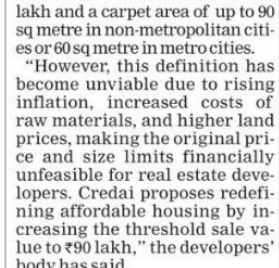 lakh and a carpet area of up to 90
sq metre in non-metropolitan citi-
es or 60 sq metre in metro cities.
“However, this definition has
become unviable due to rising
inflation, increased costs of
raw materials, and higher land
prices, making the original pri-
ce and size limits financially
unfeasible for real estate deve-
lopers. Credai proposes redefi-
ning affordable housing by in-
creasing the threshold sale va-
lue to ₹90 lakh,” the developers’
body has said